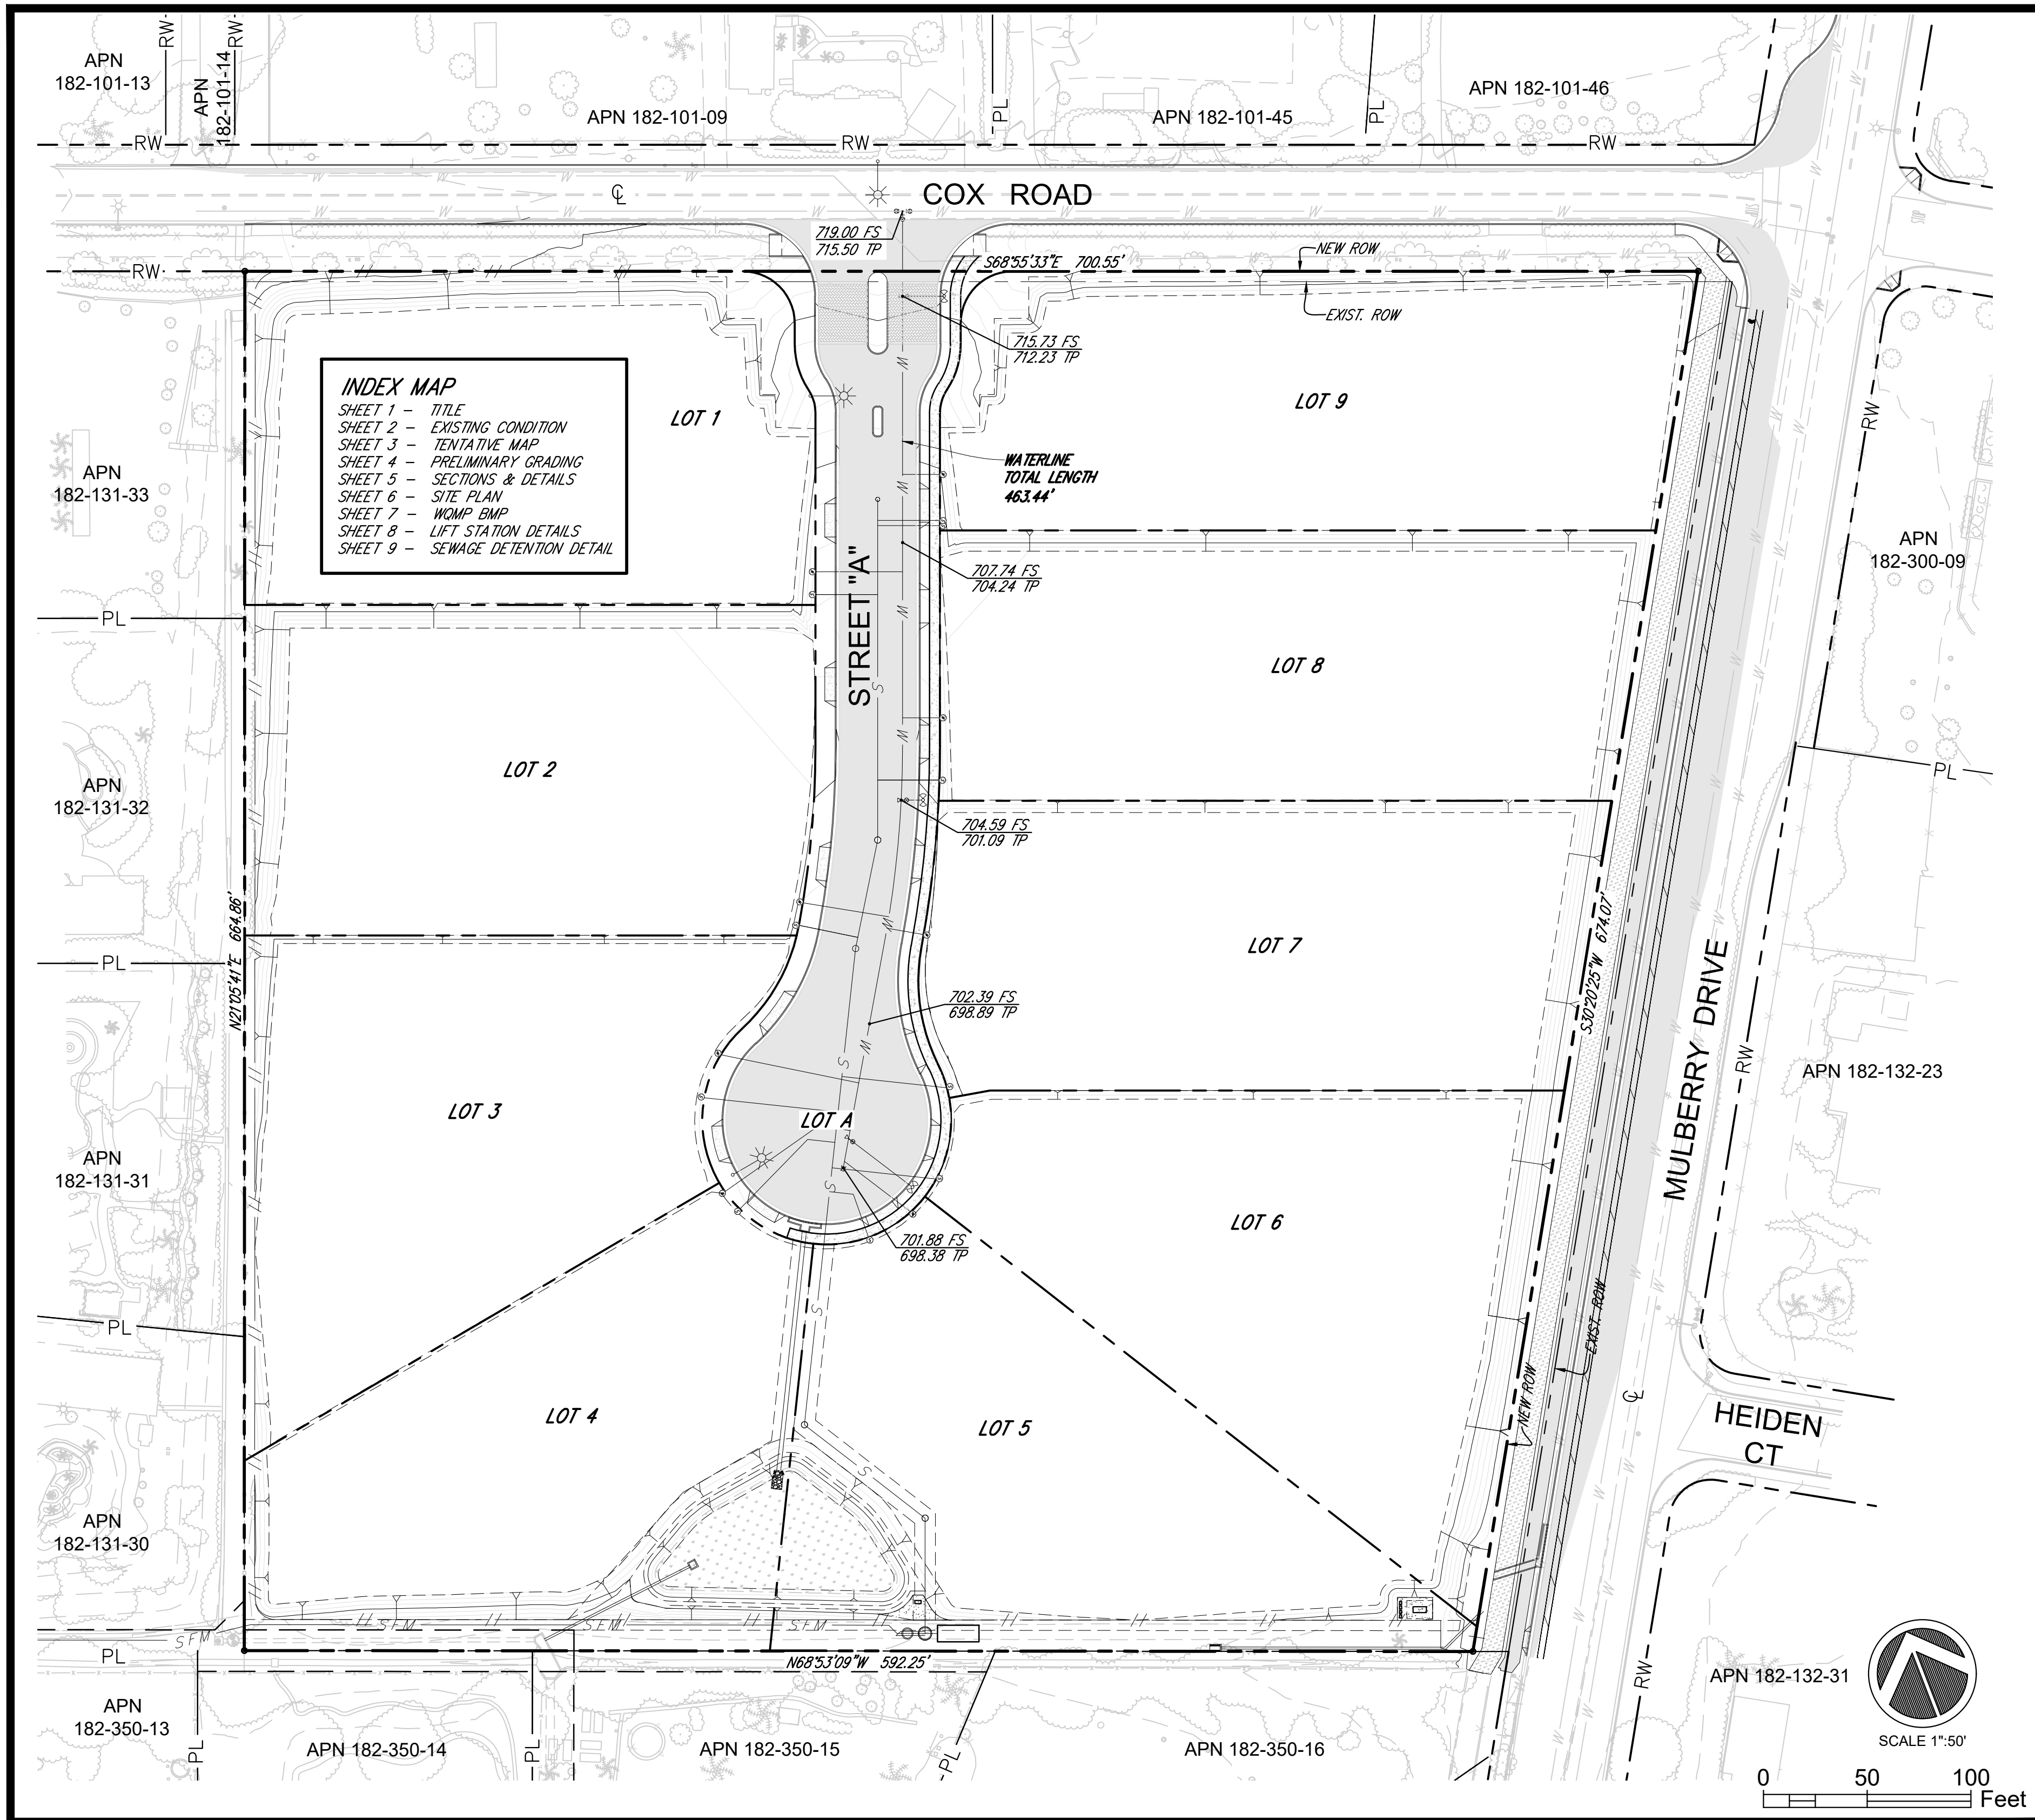 APN
182-101-13
RW
APN
182-101-14
RW
APN 182-101-09
PL
APN 182-101-45
PL
APN 182-101-46
RW
RW
RW
COX ROAD
719.00 FS
715.50 TP
RW
S68°55'33"E 700.55'
NEW ROW
EXIST. ROW
715.73 FS
712.23 TP
INDEX MAP
SHEET 1 - TITLE
SHEET 2 - EXISTING CONDITION
SHEET 3 - TENTATIVE MAP
SHEET 4 - PRELIMINARY GRADING
SHEET 5 - SECTIONS & DETAILS
SHEET 6 - SITE PLAN
SHEET 7 - WQMP BMP
SHEET 8 - LIFT STATION DETAILS
SHEET 9 - SEWAGE DETENTION DETAIL
LOT 1
LOT 9
WATERLINE
TOTAL LENGTH
463.44'
RW
APN
182-131-33
APN
182-300-09
707.74 FS
704.24 TP
STREET "A"
PL
LOT 8
LOT 2
PL
APN
182-131-32
704.59 FS
701.09 TP
N21°05'41"E 664.86'
S30°20'25"W 674.07'
LOT 7
PL
702.39 FS
698.89 TP
MULBERRY DRIVE
RW
APN 182-132-23
LOT 3
LOT A
APN
182-131-31
LOT 6
701.88 FS
698.38 TP
PL
EXIST. ROW
NEW ROW
LOT 4
LOT 5
HEIDEN
CT
APN
182-131-30
SFM
SFM
SFM
SFM
PL
N68°53'09"W 592.25'
RW
APN 182-132-31
APN
182-350-13
PL
APN 182-350-14
PL
APN 182-350-15
PL
APN 182-350-16
SCALE 1":50'
0 50 100
Feet